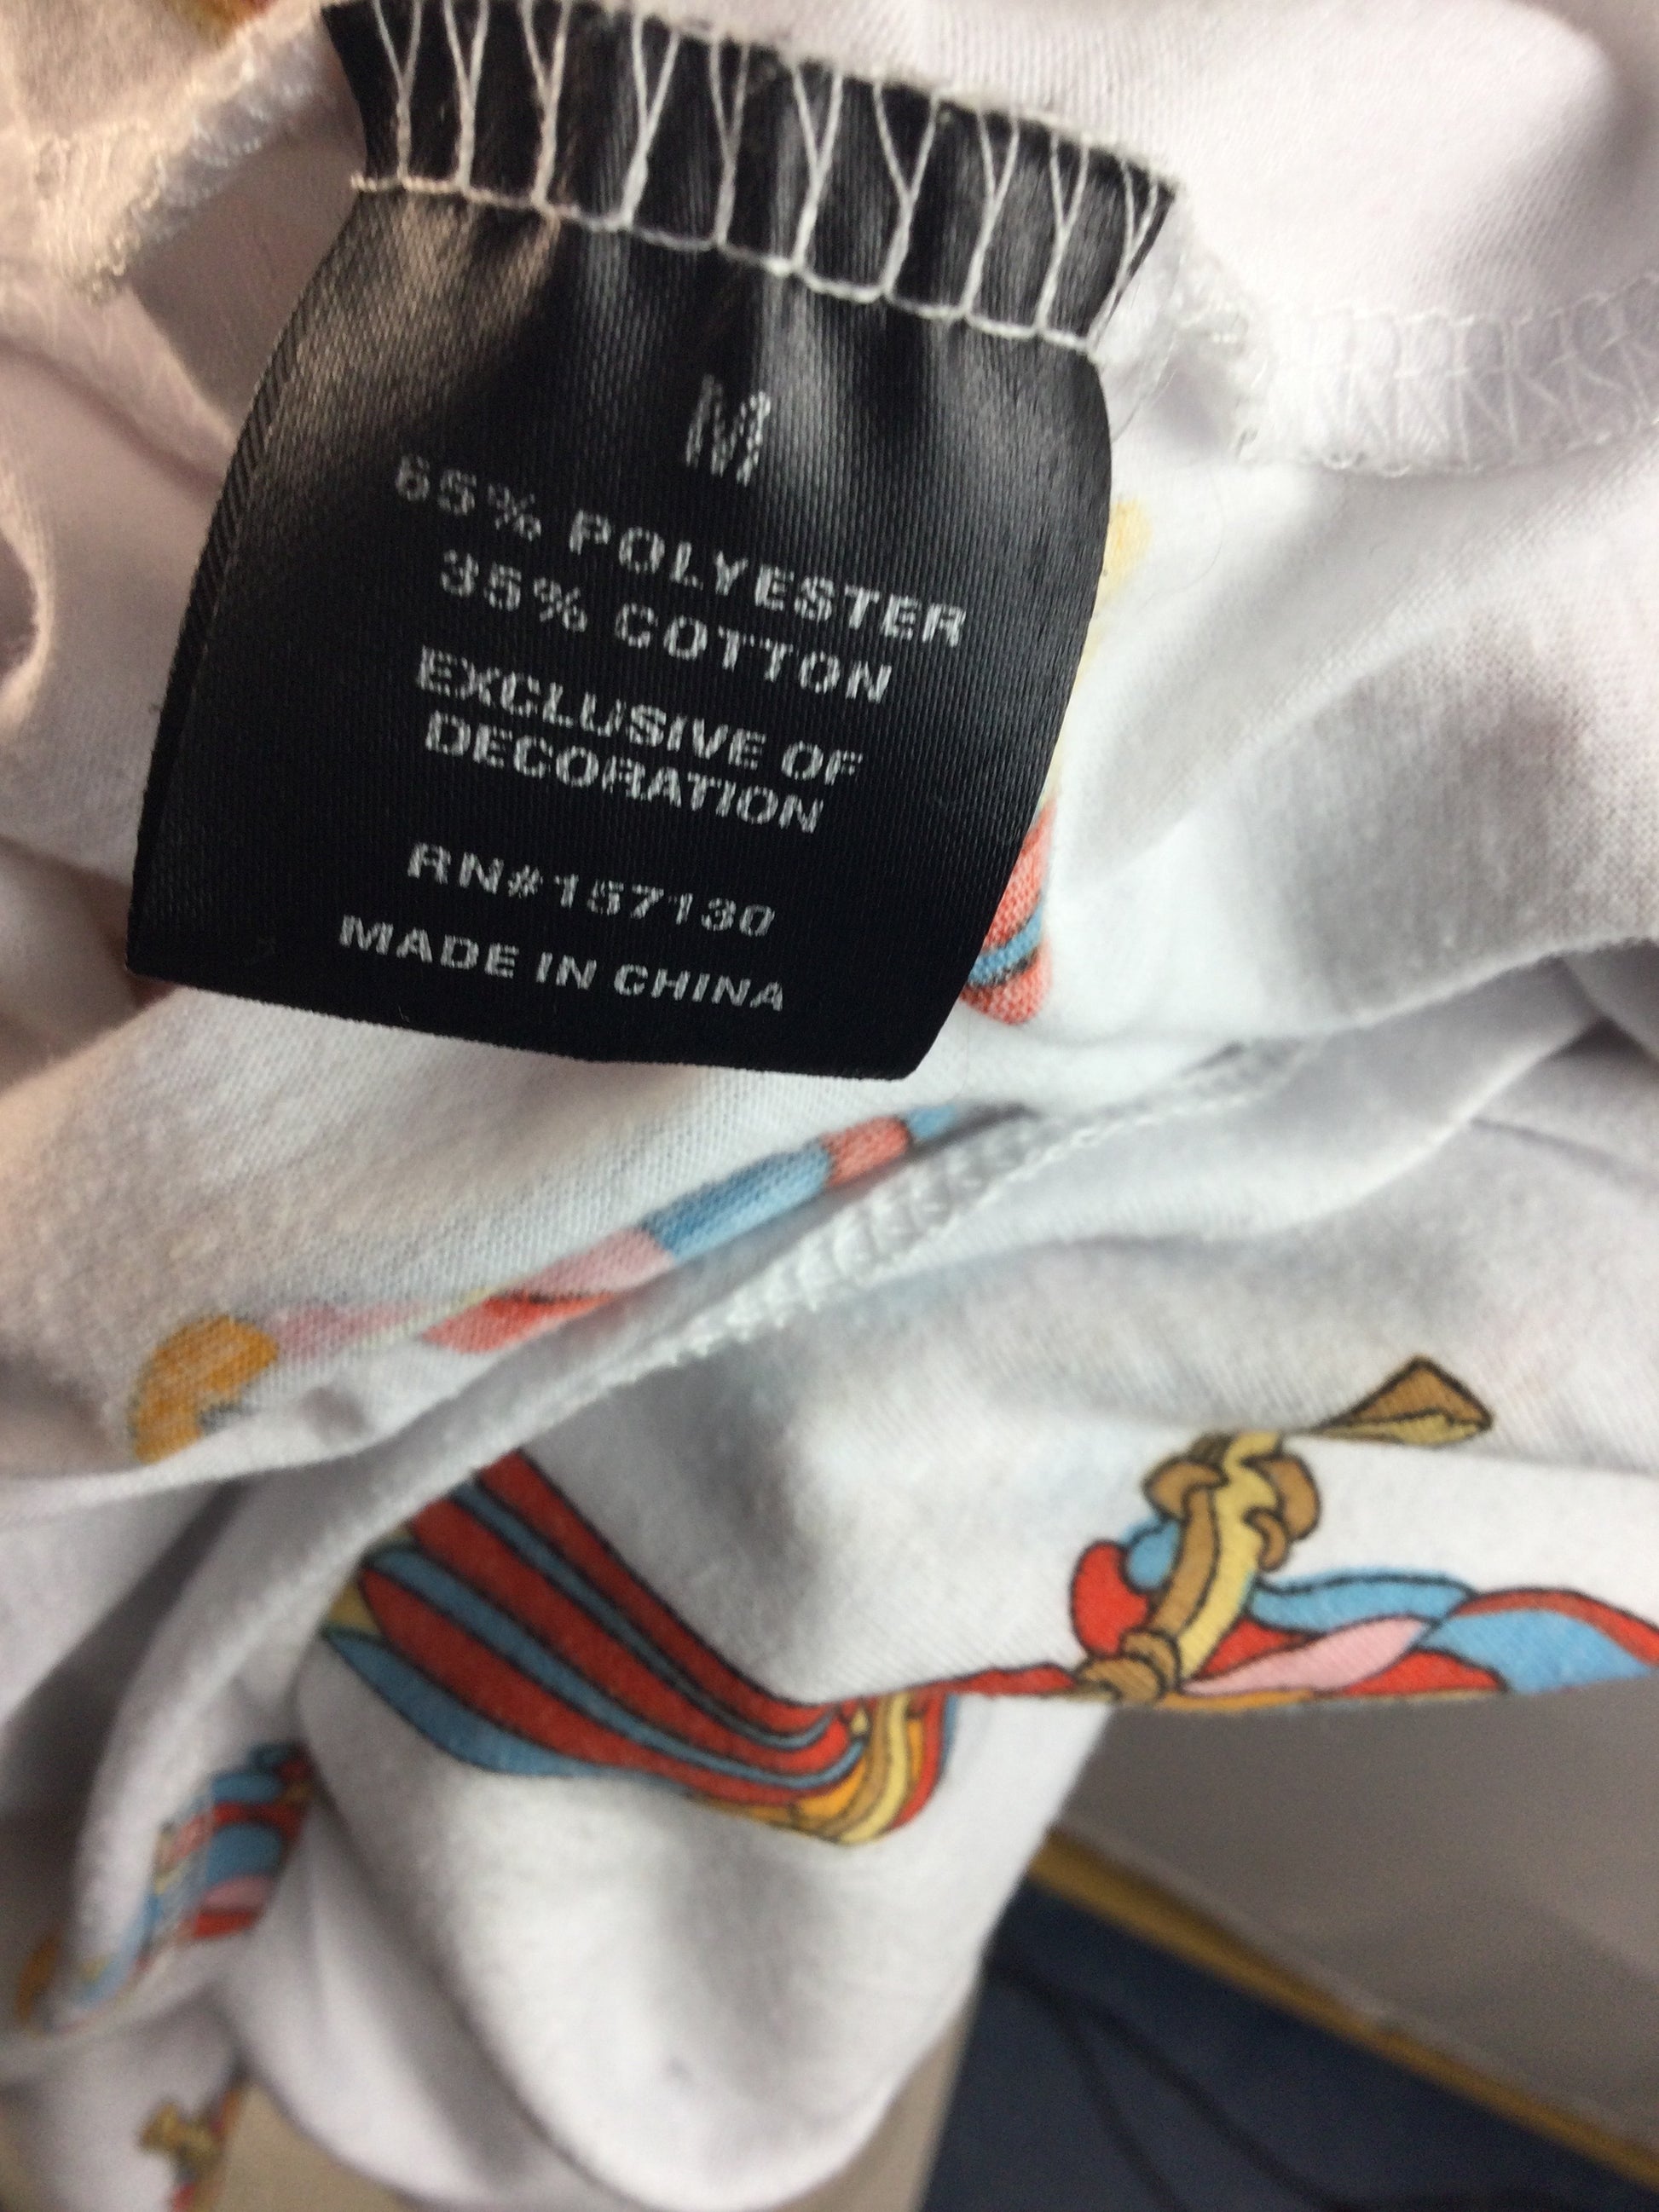 M
65% POLYESTER
35% COTTON
EXCLUSIVE OF
DECORATION
RN#157130
MADE IN CHINA